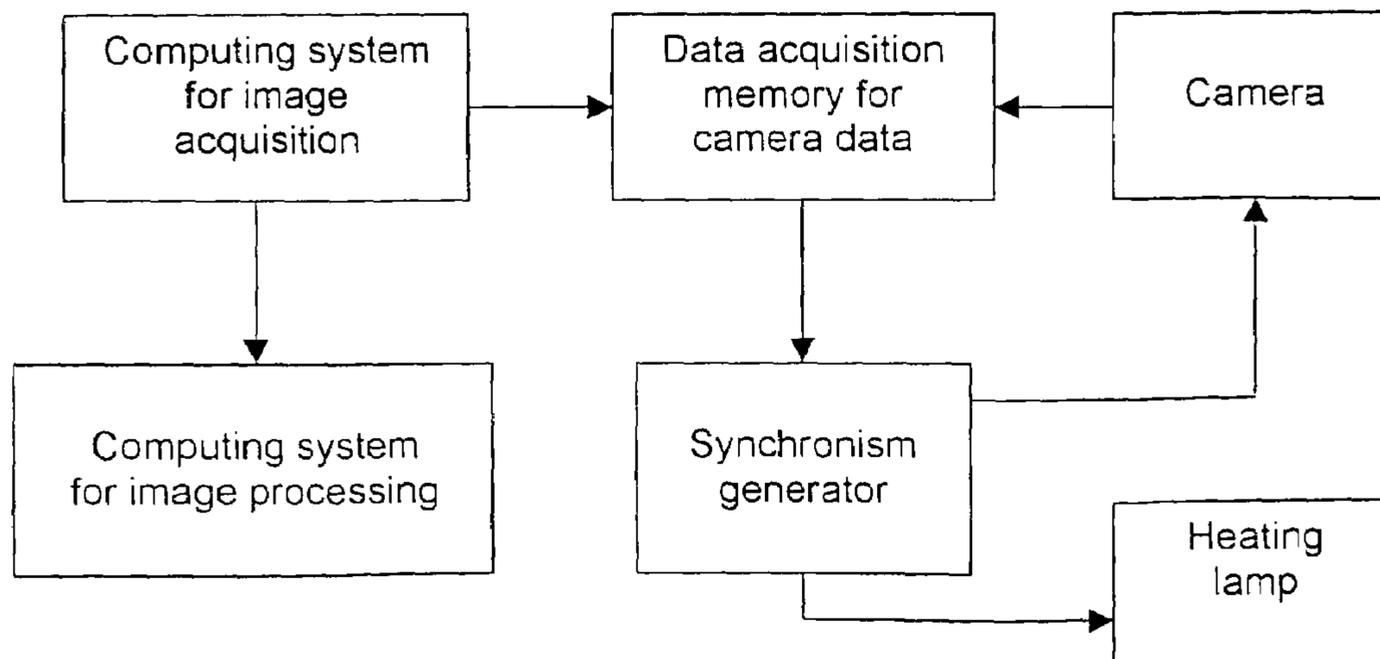 Computing system
for image
acquisition
Data acquisition
memory for
camera data
Camera
Computing system
for image processing
Synchronism
generator
Heating
lamp